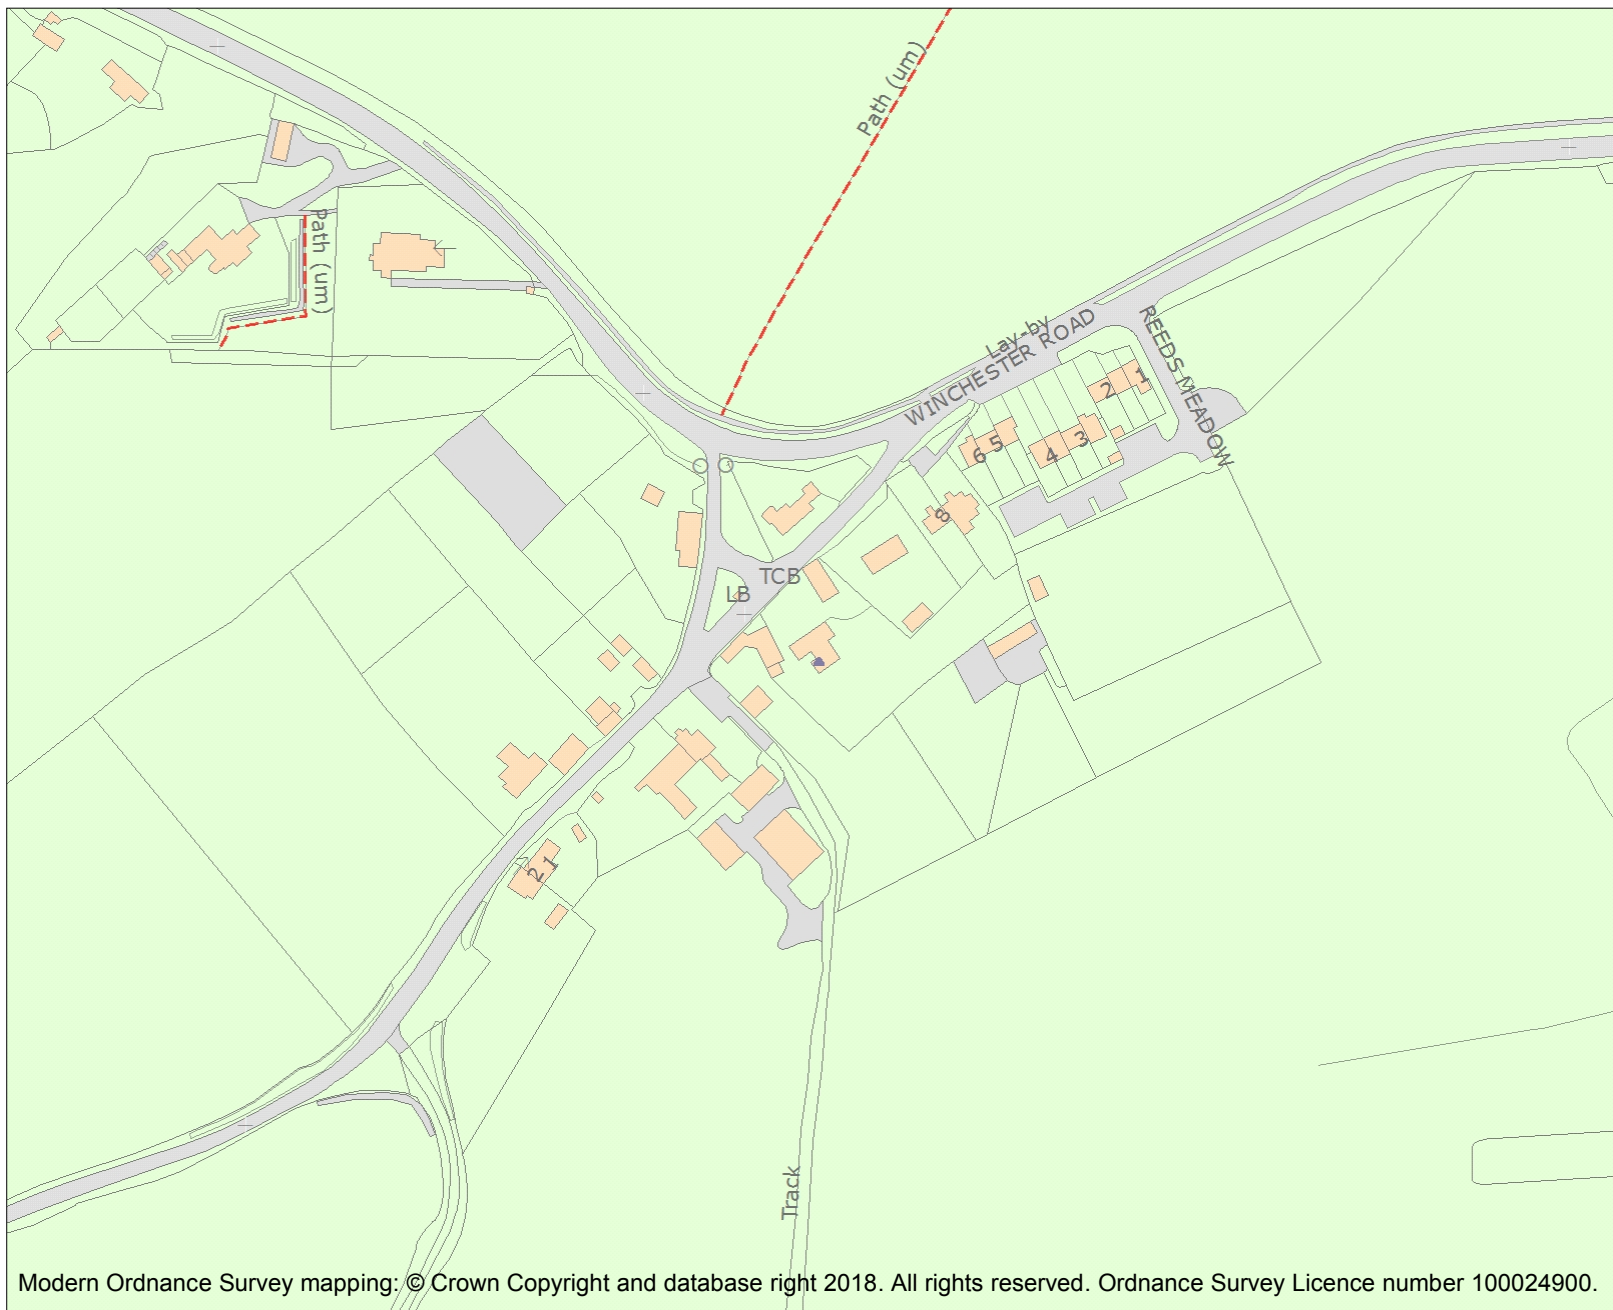 Path (um)
Path (um)
Lay-by
WINCHESTER ROAD
REEDS MEADOW
1
2
3
4
5
6
8
TCB
LB
2 1
Track
Modern Ordnance Survey mapping: © Crown Copyright and database right 2018. All rights reserved. Ordnance Survey Licence number 100024900.